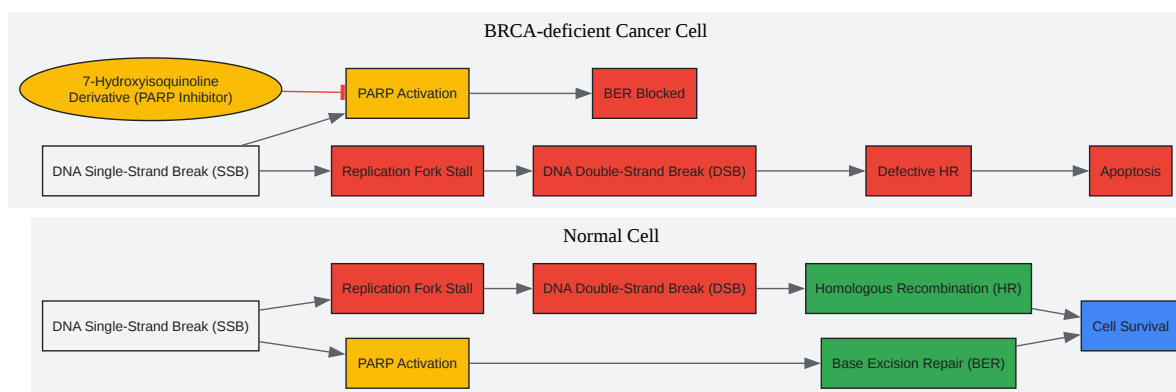 BRCA-deficient Cancer Cell
7-Hydroxyisoquinoline
Derivative (PARP Inhibitor)
PARP Activation
BER Blocked
DNA Single-Strand Break (SSB)
Replication Fork Stall
DNA Double-Strand Break (DSB)
Defective HR
Apoptosis
Normal Cell
Replication Fork Stall
DNA Double-Strand Break (DSB)
Homologous Recombination (HR)
DNA Single-Strand Break (SSB)
Cell Survival
PARP Activation
Base Excision Repair (BER)